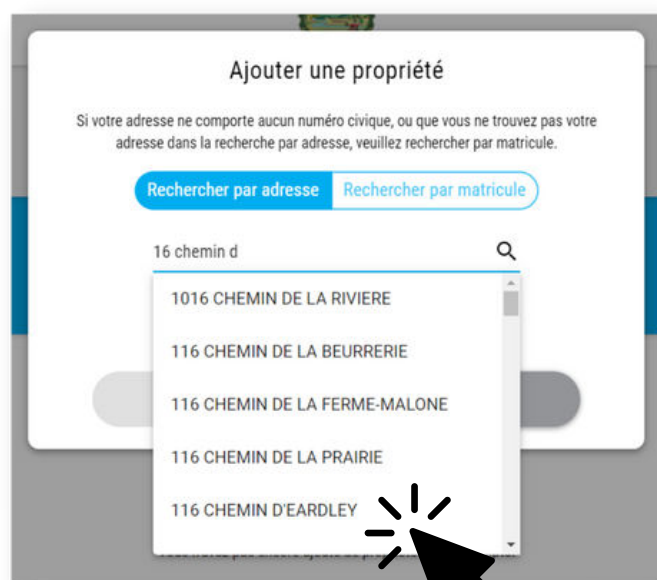 Ajouter une propriété
Si votre adresse ne comporte aucun numéro civique, ou que vous ne trouvez pas votre
adresse dans la recherche par adresse, veuillez rechercher par matricule.
Rechercher par adresse Rechercher par matricule
16 chemin d
1016 CHEMIN DE LA RIVIERE
116 CHEMIN DE LA BEURRERIE
116 CHEMIN DE LA FERME-MALONE
116 CHEMIN DE LA PRAIRIE
116 CHEMIN D'EARDLEY